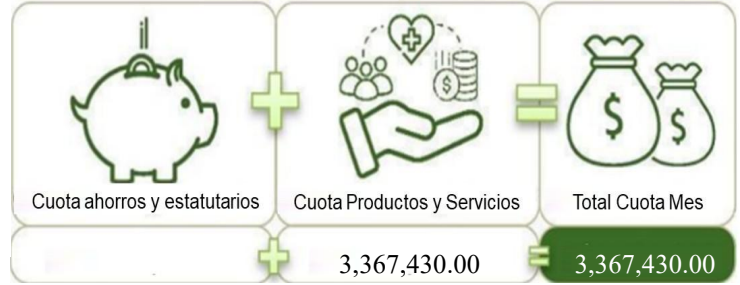 Cuota ahorros y estatutarios
Cuota Productos y Servicios
Total Cuota Mes
3,367,430.00
3,367,430.00